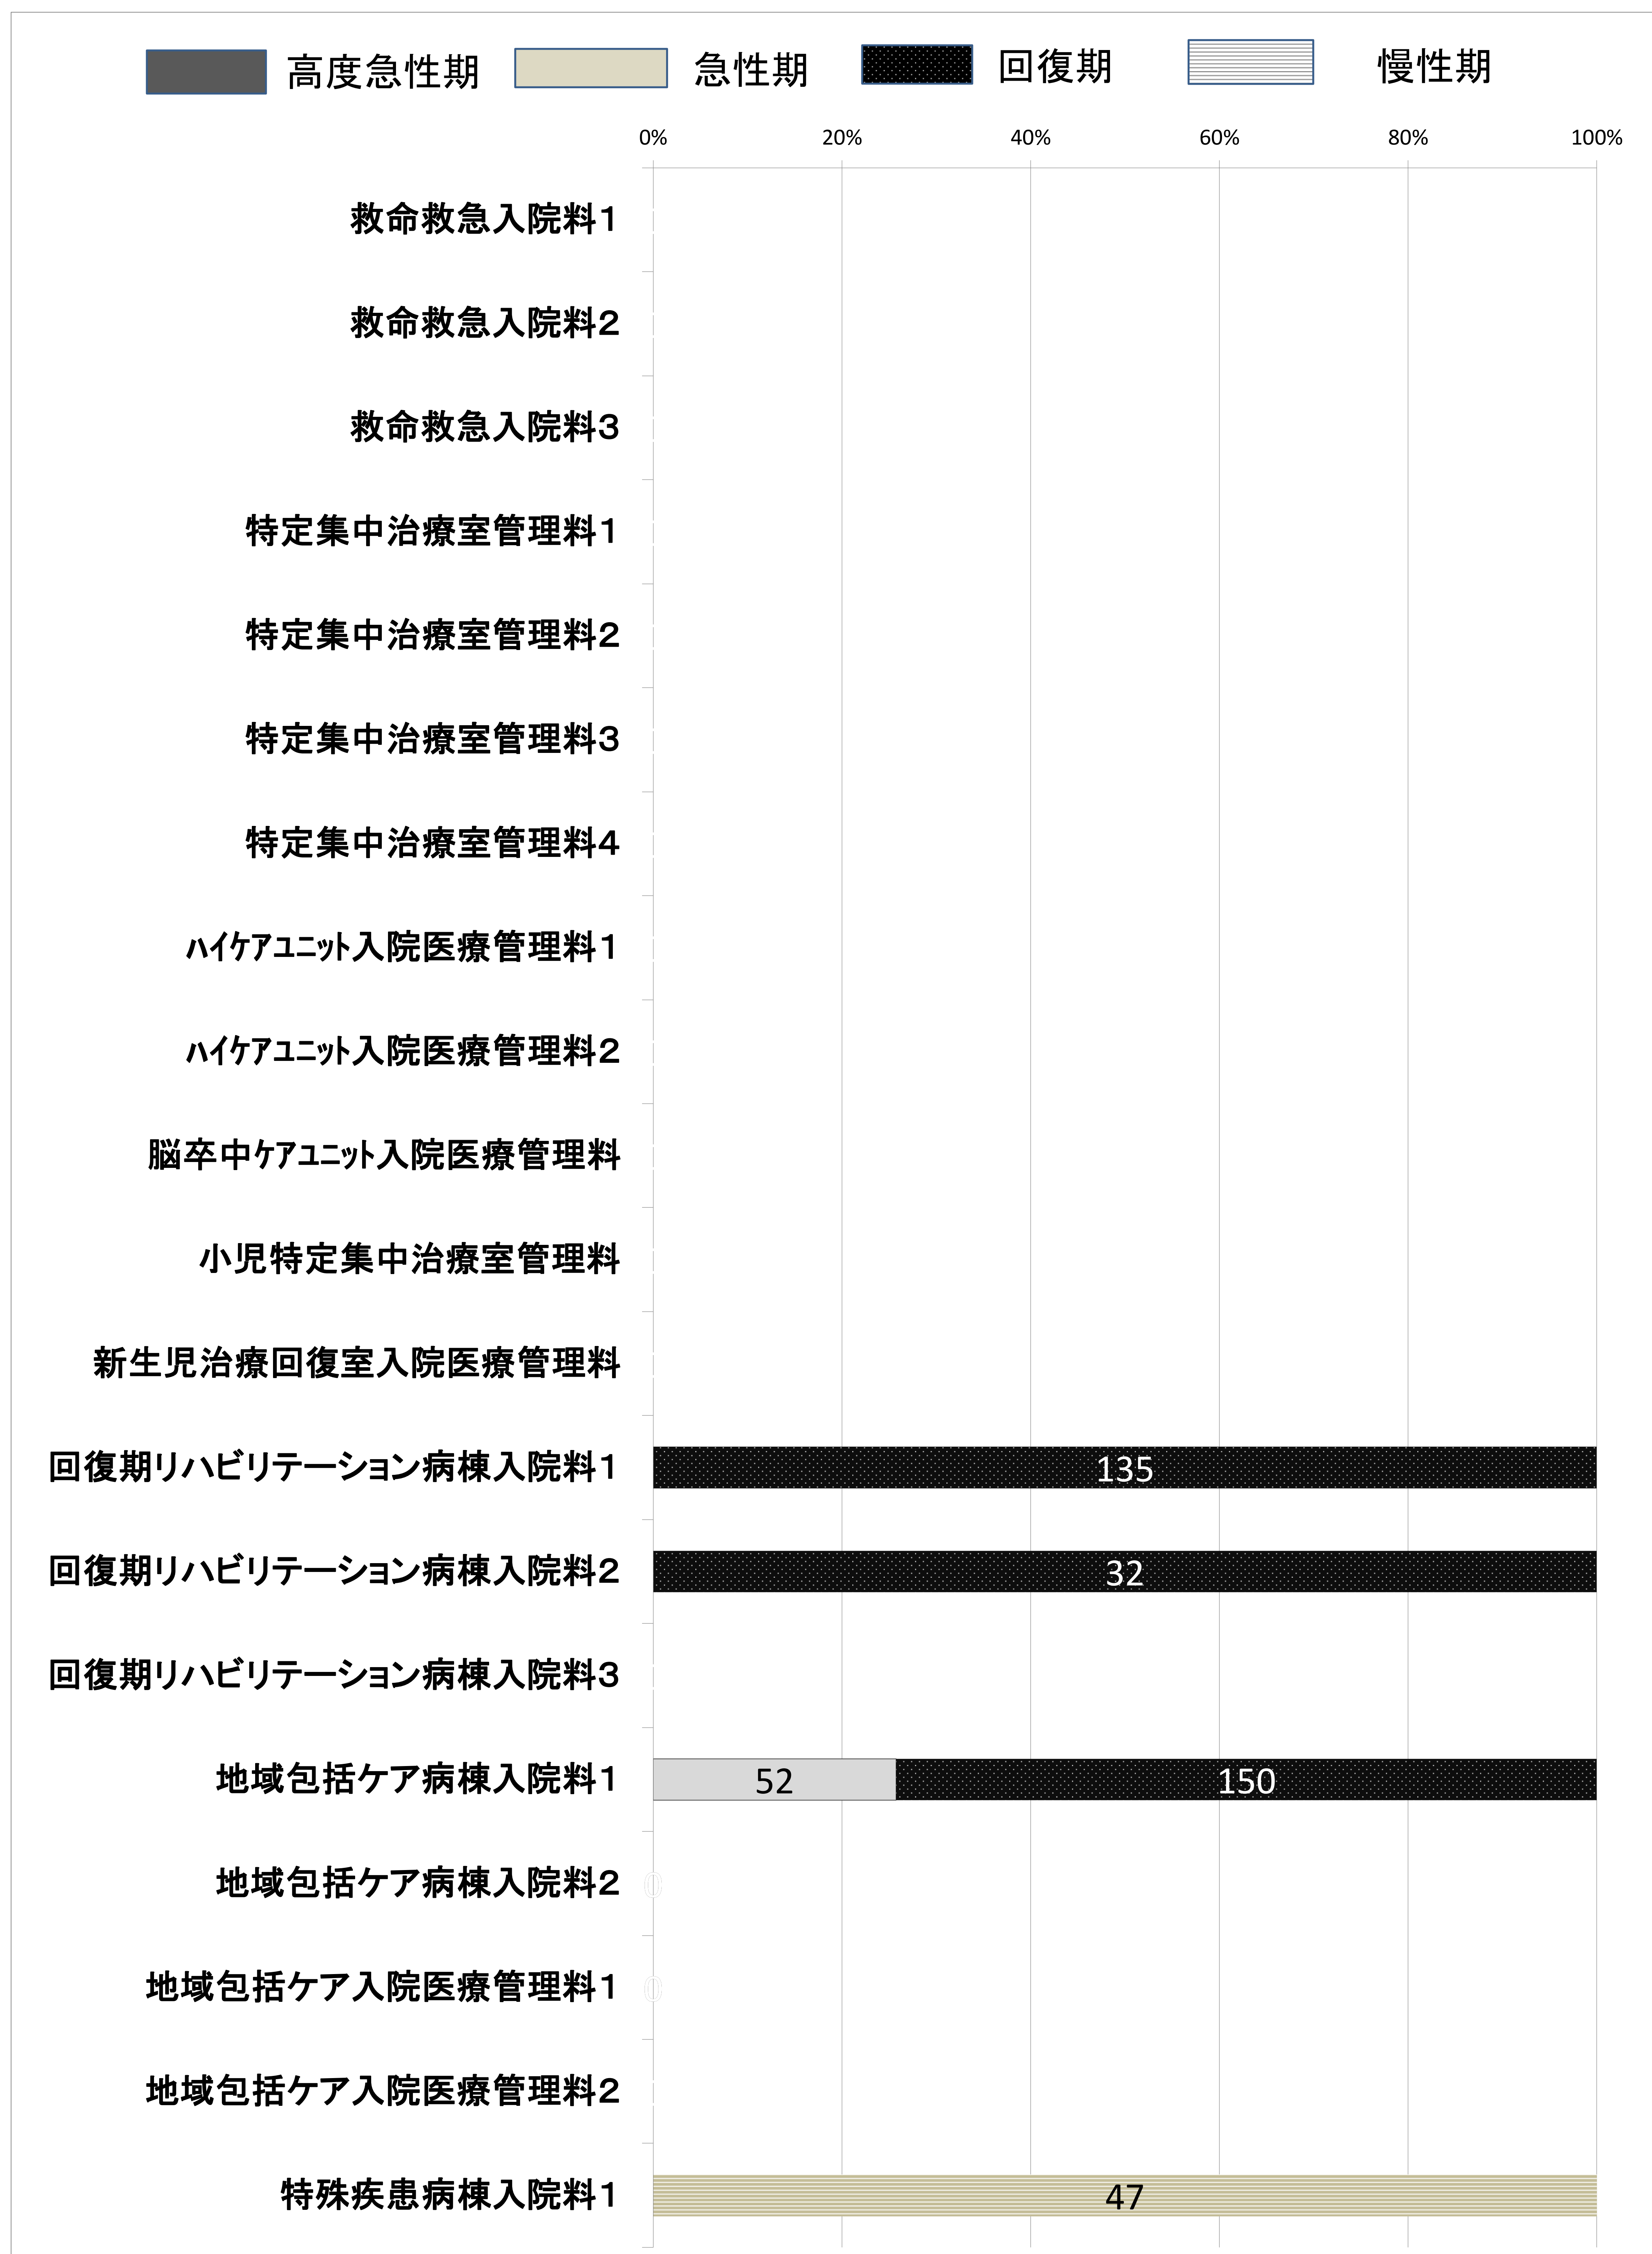 高度急性期 急性期 回復期 慢性期
0% 20% 40% 60% 80% 100%
救命救急入院料1
救命救急入院料2
救命救急入院料3
特定集中治療室管理料1
特定集中治療室管理料2
特定集中治療室管理料3
特定集中治療室管理料4
ﾊｲｹｱﾕﾆｯﾄ入院医療管理料1
ﾊｲｹｱﾕﾆｯﾄ入院医療管理料2
脳卒中ｹｱﾕﾆｯﾄ入院医療管理料
小児特定集中治療室管理料
新生児治療回復室入院医療管理料
回復期リハビリテーション病棟入院料1 135
回復期リハビリテーション病棟入院料2 32
回復期リハビリテーション病棟入院料3
地域包括ケア病棟入院料1 52 150
地域包括ケア病棟入院料2 0
地域包括ケア入院医療管理料1 0
地域包括ケア入院医療管理料2
特殊疾患病棟入院料1 47